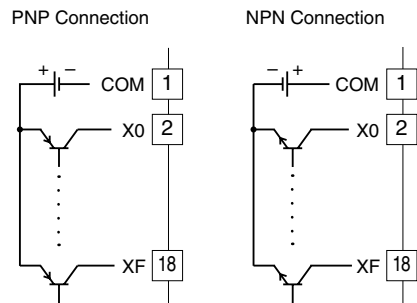 PNP Connection
+ − COM 1
X0 2
XF 18
NPN Connection
− + COM 1
X0 2
XF 18